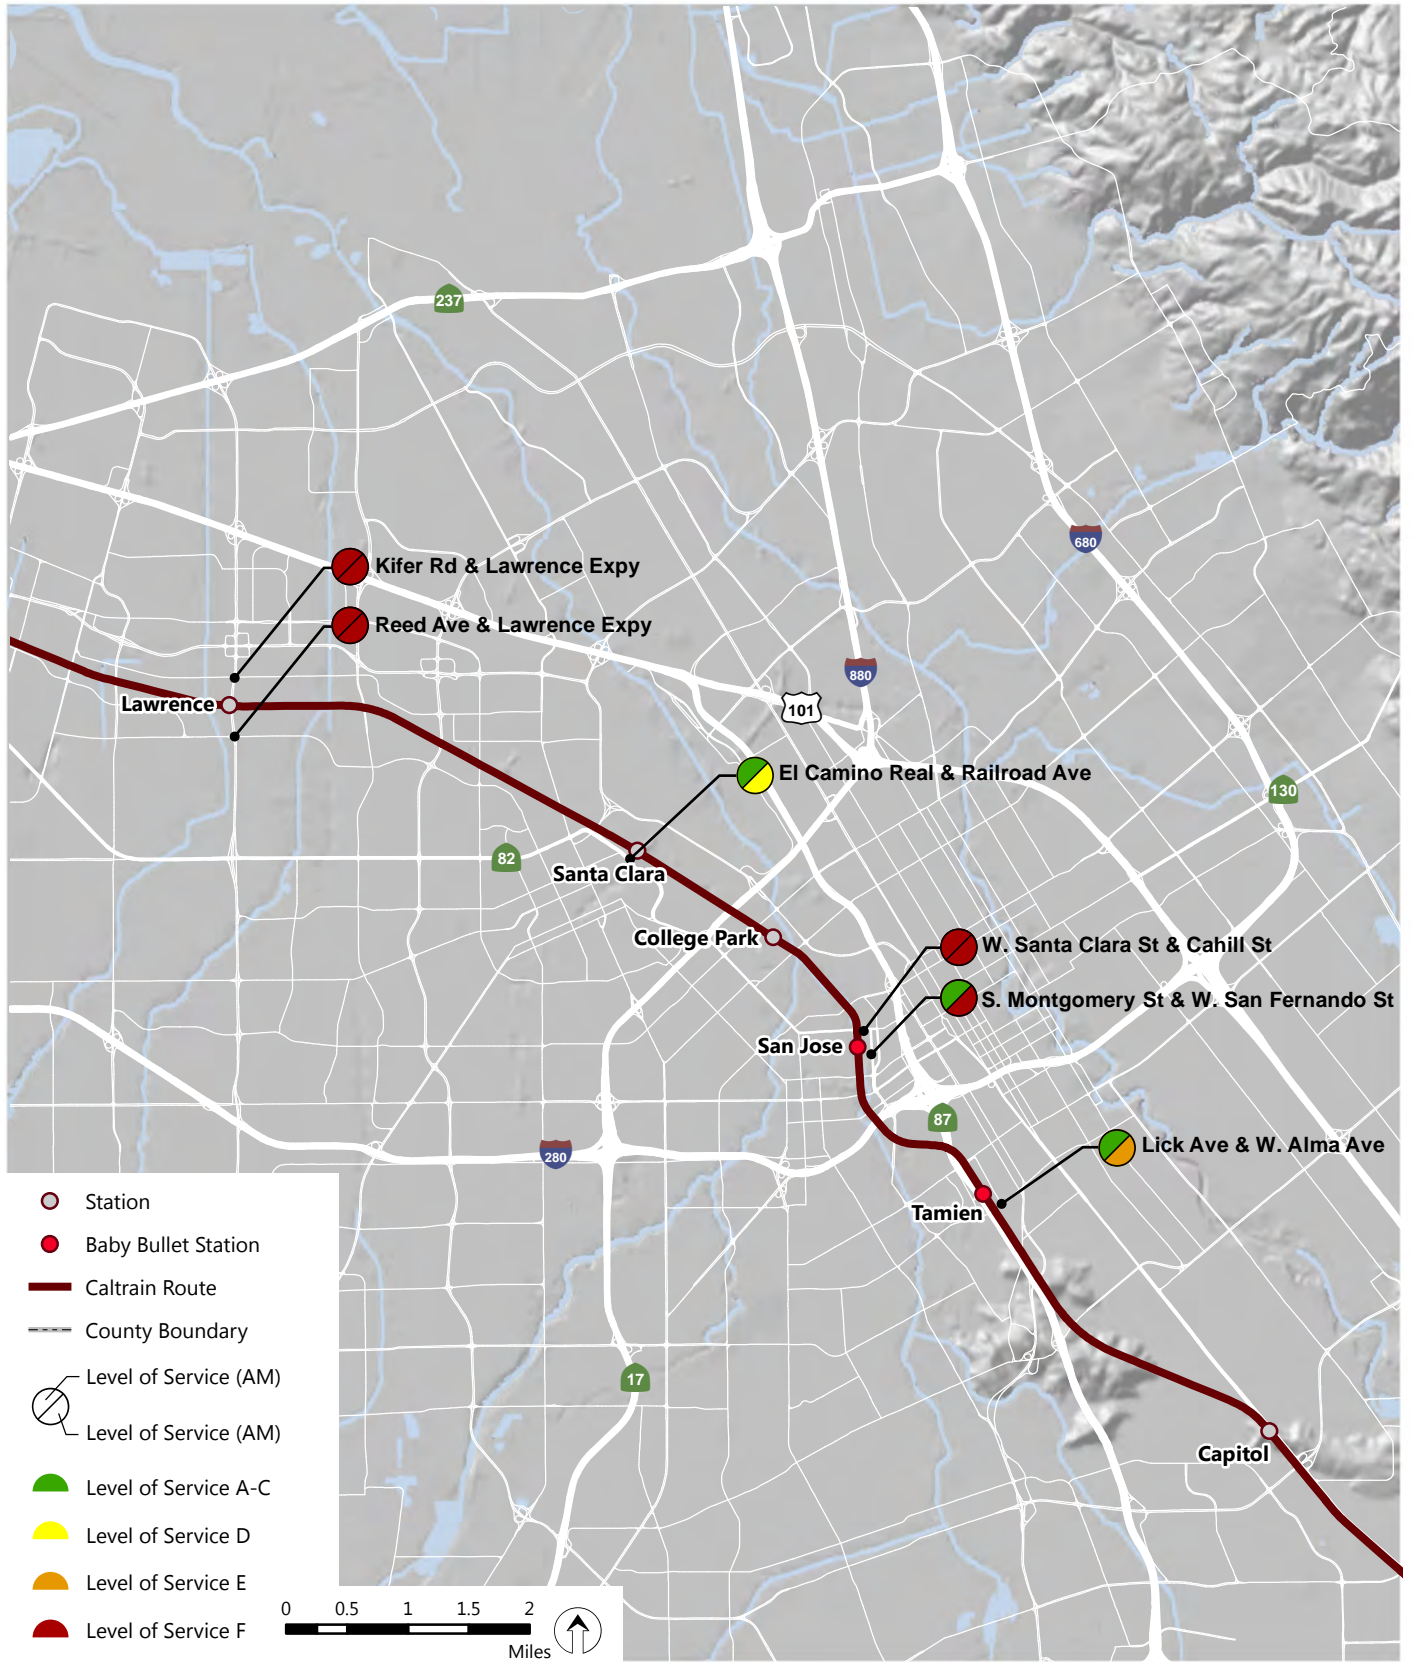 237
680
Kifer Rd & Lawrence Expy
Reed Ave & Lawrence Expy
880
Lawrence
101
El Camino Real & Railroad Ave
130
82
Santa Clara
College Park
W. Santa Clara St & Cahill St
S. Montgomery St & W. San Fernando St
San Jose
87
Lick Ave & W. Alma Ave
280
Tamien
17
Capitol
Station
Baby Bullet Station
Caltrain Route
County Boundary
Level of Service (AM)
Level of Service (AM)
Level of Service A-C
Level of Service D
Level of Service E
Level of Service F
0 0.5 1 1.5 2
Miles